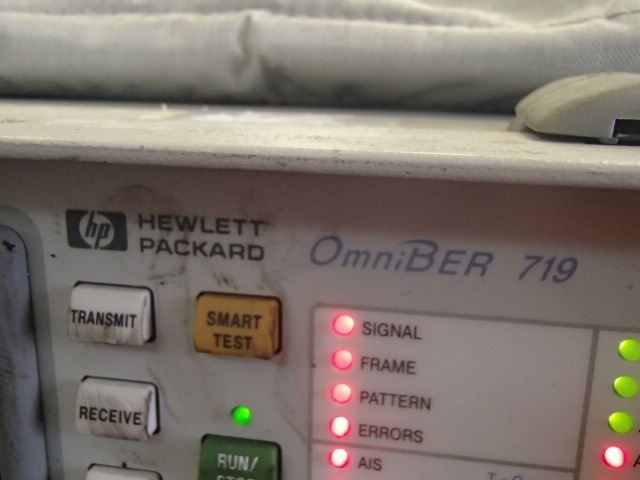 hp HEWLETT
PACKARD
OmniBER 719
TRANSMIT
SMART
TEST
SIGNAL
FRAME
PATTERN
RECEIVE
ERRORS
RUN/
AIS